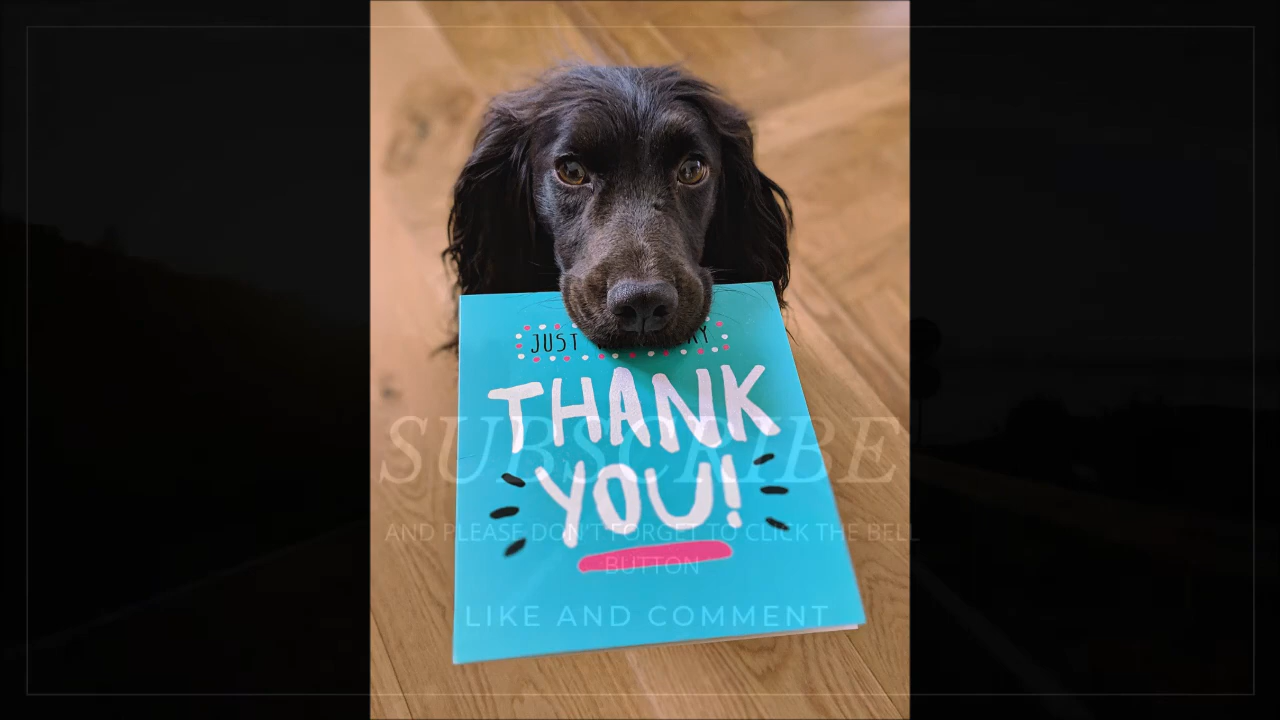 JUST
THANK
YOU!
SUBSCRIBE
AND PLEASE DON'T FORGET TO CLICK THE BELL
BUTTON
LIKE AND COMMENT